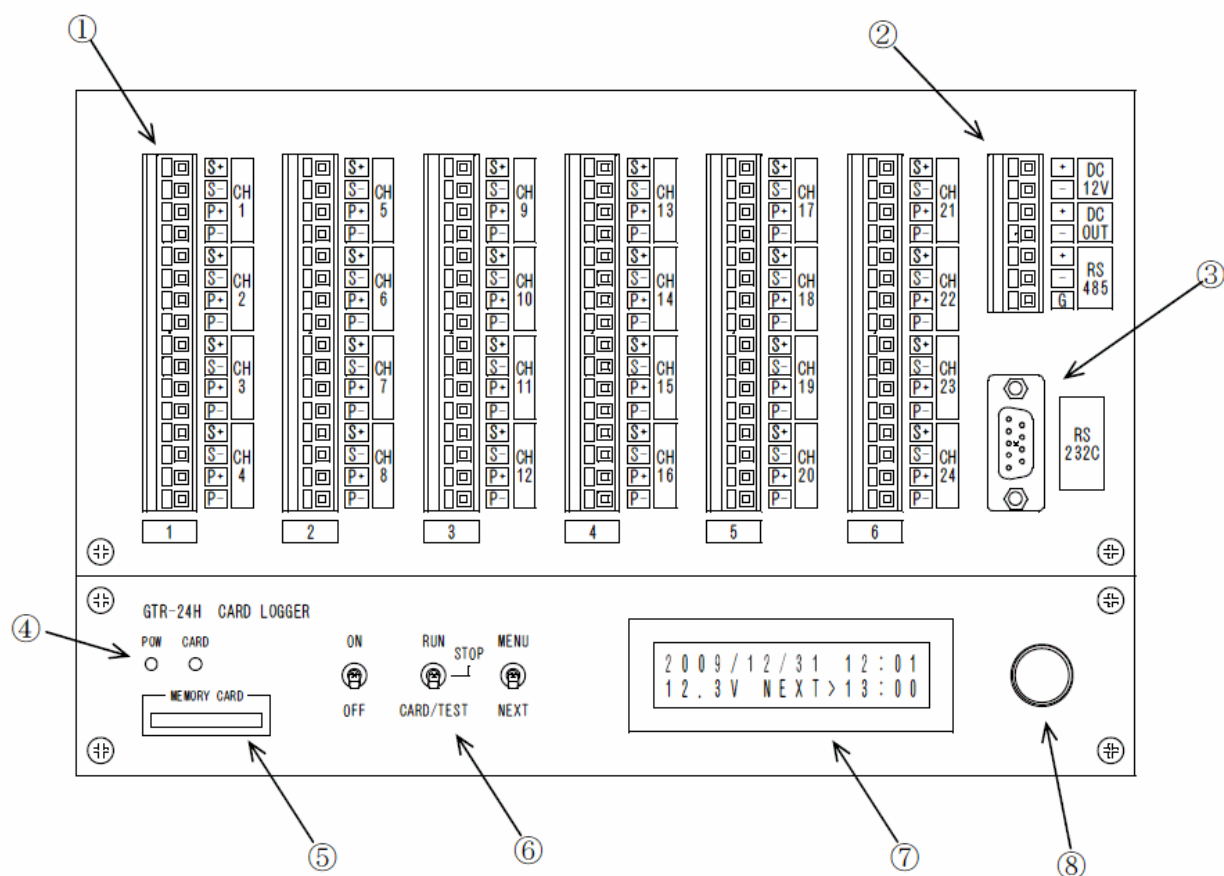 ①
②
S+ S- P+ P- CH 1
S+ S- P+ P- CH 2
S+ S- P+ P- CH 3
S+ S- P+ P- CH 4
1
S+ S- P+ P- CH 5
S+ S- P+ P- CH 6
S+ S- P+ P- CH 7
S+ S- P+ P- CH 8
2
S+ S- P+ P- CH 9
S+ S- P+ P- CH 10
S+ S- P+ P- CH 11
S+ S- P+ P- CH 12
3
S+ S- P+ P- CH 13
S+ S- P+ P- CH 14
S+ S- P+ P- CH 15
S+ S- P+ P- CH 16
4
S+ S- P+ P- CH 17
S+ S- P+ P- CH 18
S+ S- P+ P- CH 19
S+ S- P+ P- CH 20
5
S+ S- P+ P- CH 21
S+ S- P+ P- CH 22
S+ S- P+ P- CH 23
S+ S- P+ P- CH 24
6
+ - DC 12V
+ - DC OUT
+ - G RS 485
③
RS 232C
GTR-24H CARD LOGGER
④
POW CARD
MEMORY CARD
ON
OFF
RUN
STOP
CARD/TEST
MENU
NEXT
2009/12/31 12:01
12.3V NEXT>13:00
⑤
⑥
⑦
⑧